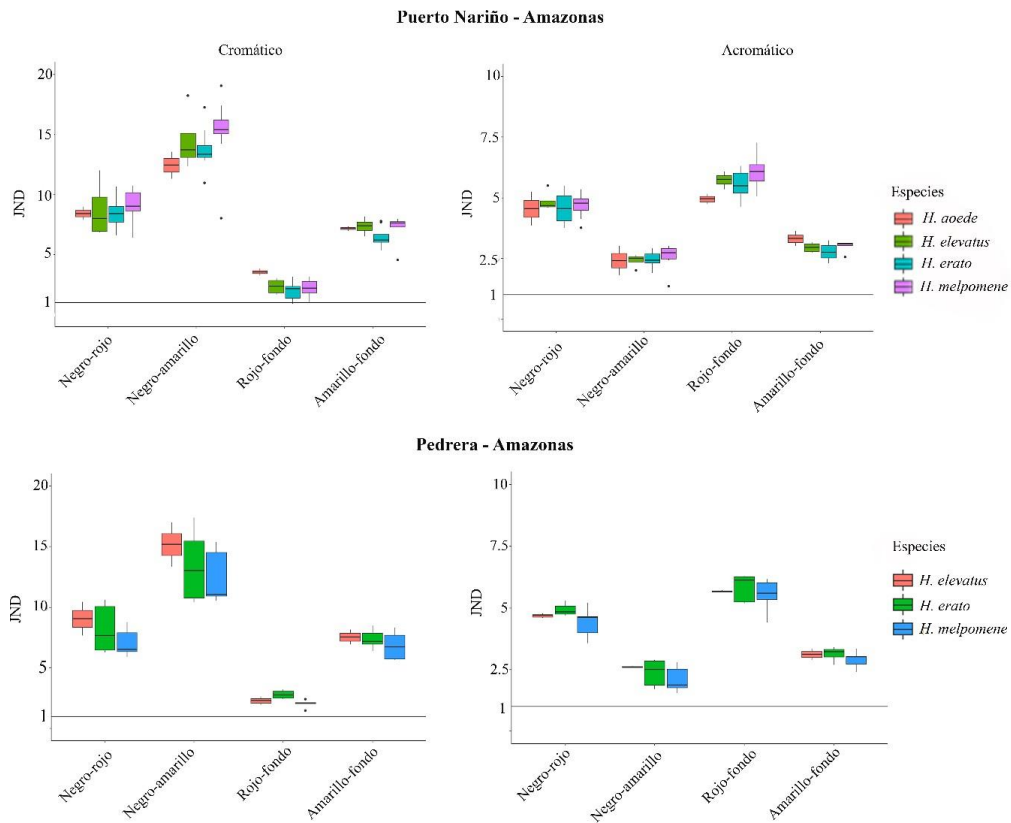 Puerto Nariño - Amazonas
Cromático
Acromático
20
15
10
5
1
JND
Negro-rojo
Negro-amarillo
Rojo-fondo
Amarillo-fondo
10
7.5
5
2.5
1
JND
Negro-rojo
Negro-amarillo
Rojo-fondo
Amarillo-fondo
Especies
H. aoede
H. elevatus
H. erato
H. melpomene
Pedrera - Amazonas
20
15
10
5
1
JND
Negro-rojo
Negro-amarillo
Rojo-fondo
Amarillo-fondo
10
7.5
5
2.5
1
JND
Negro-rojo
Negro-amarillo
Rojo-fondo
Amarillo-fondo
Especies
H. elevatus
H. erato
H. melpomene